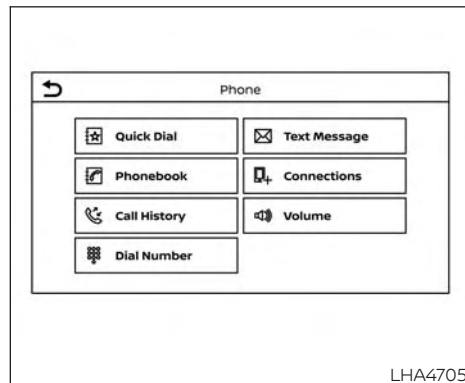 Phone
Quick Dial
Text Message
Phonebook
Connections
Call History
Volume
Dial Number
LHA4705